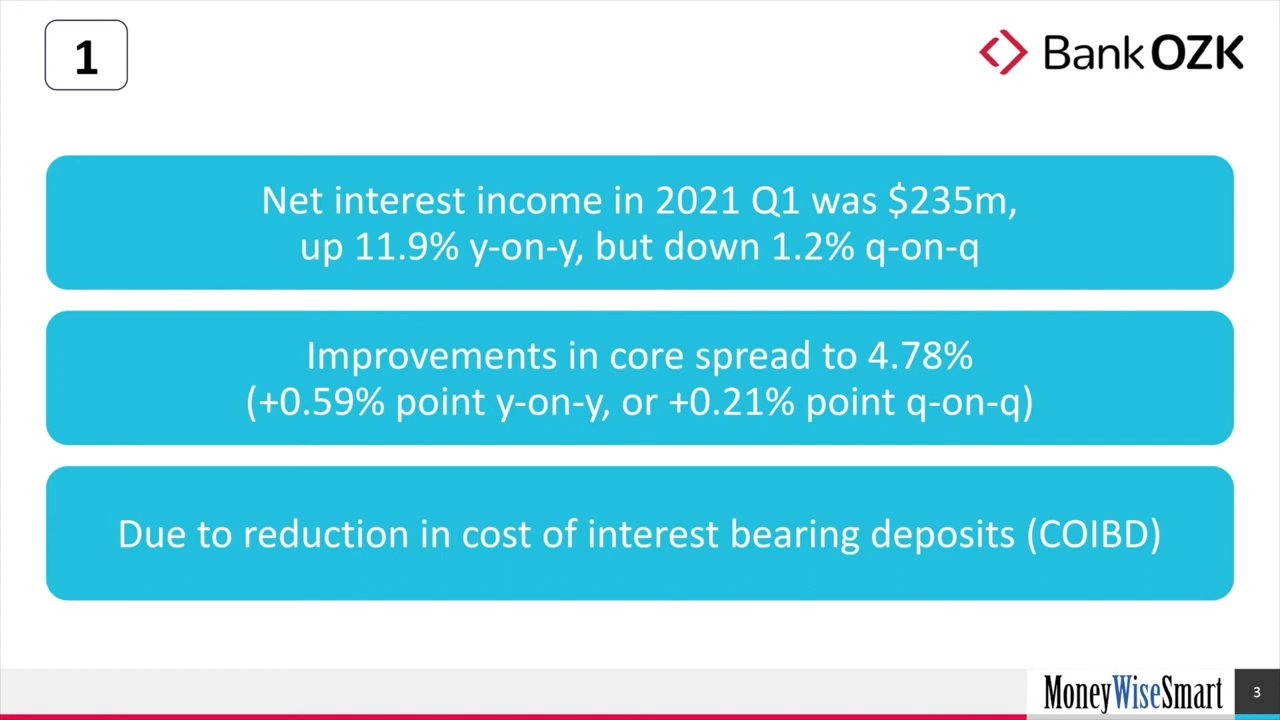 1
Bank OZK
Net interest income in 2021 Q1 was $235m,
up 11.9% y-on-y, but down 1.2% q-on-q
Improvements in core spread to 4.78%
(+0.59% point y-on-y, or +0.21% point q-on-q)
Due to reduction in cost of interest bearing deposits (COIBD)
MoneyWiseSmart
3